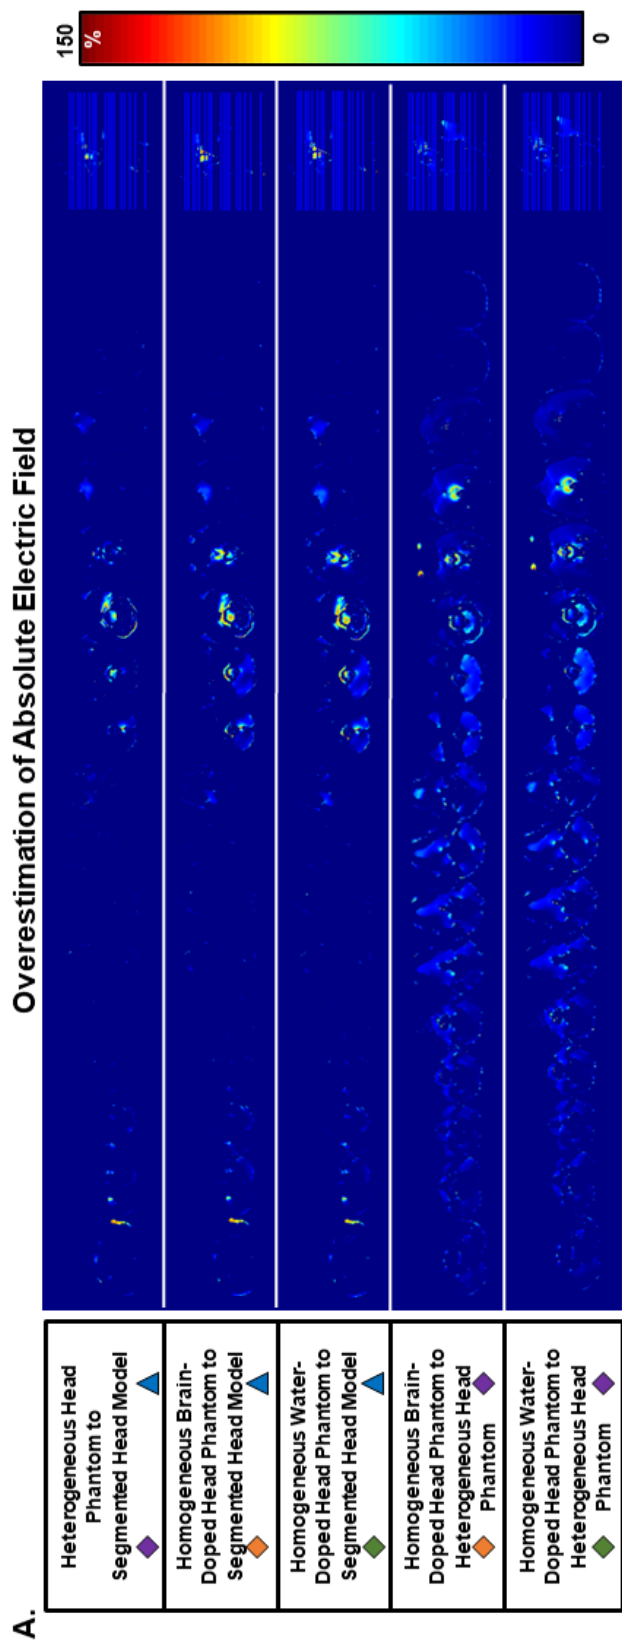 A.
Overestimation of Absolute Electric Field
Heterogeneous Head
Phantom to
Segmented Head Model
Homogeneous Brain-
Doped Head Phantom to
Segmented Head Model
Homogeneous Water-
Doped Head Phantom to
Segmented Head Model
Homogeneous Brain-
Doped Head Phantom to
Heterogeneous Head
Phantom
Homogeneous Water-
Doped Head Phantom to
Heterogeneous Head
Phantom
150
%
0